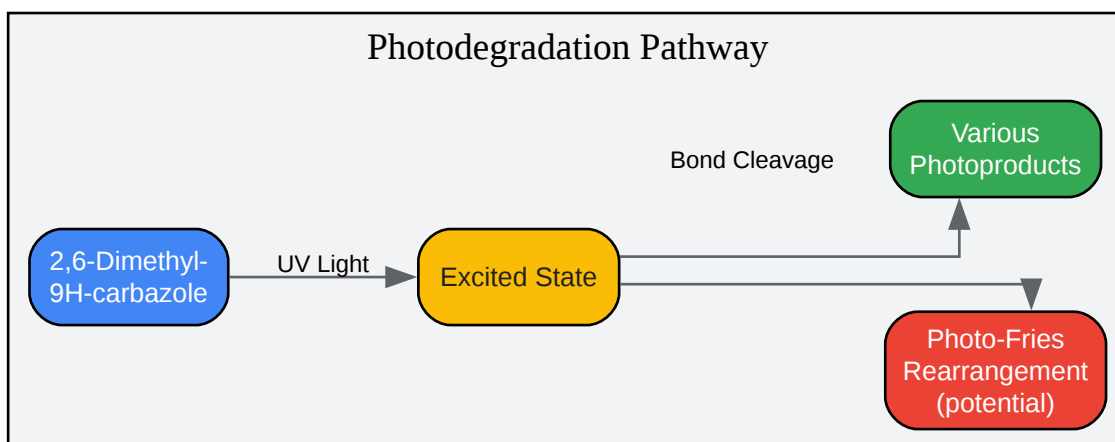 Photodegradation Pathway
Various
Photoproducts
Bond Cleavage
2,6-Dimethyl-
9H-carbazole
UV Light
Excited State
Photo-Fries
Rearrangement
(potential)